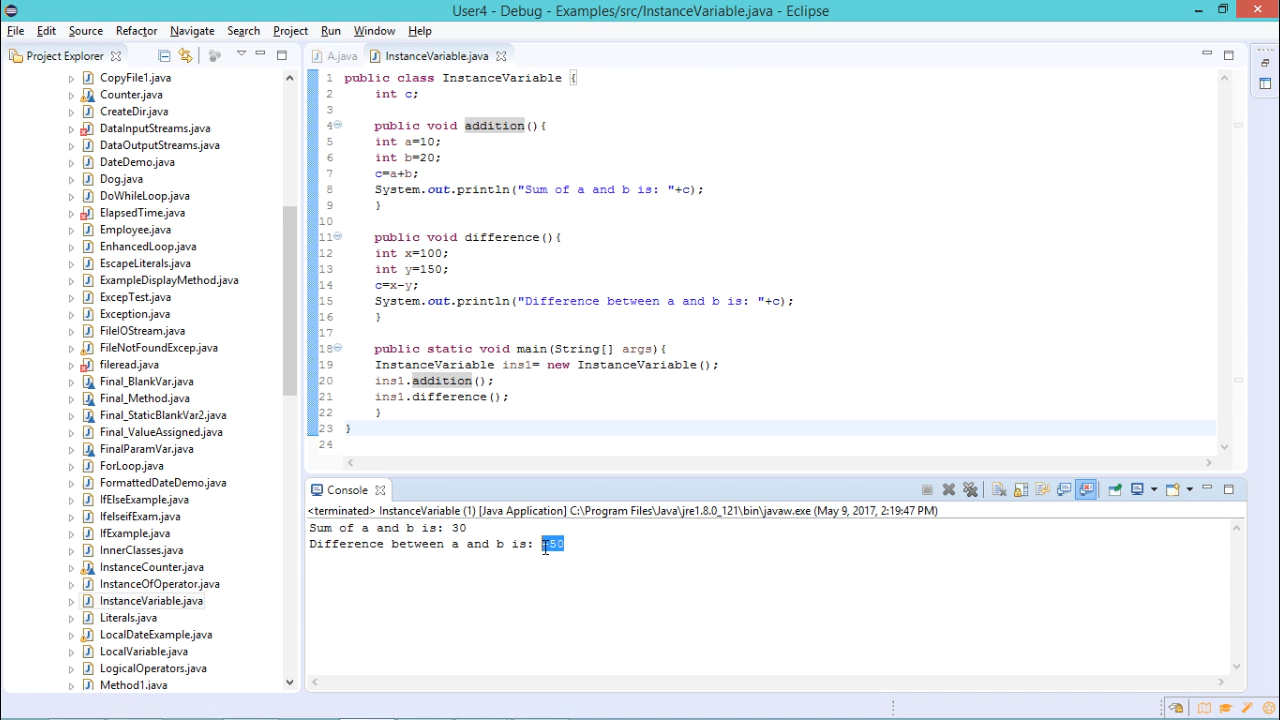 User4 - Debug - Examples/src/InstanceVariable.java - Eclipse
File Edit Source Refactor Navigate Search Project Run Window Help
Project Explorer
CopyFile1.java
Counter.java
CreateDir.java
DataInputStreams.java
DataOutputStreams.java
DateDemo.java
Dog.java
DoWhileLoop.java
ElapsedTime.java
Employee.java
EnhancedLoop.java
EscapeLiterals.java
ExampleDisplayMethod.java
ExcepTest.java
Exception.java
FileIOStream.java
FileNotFoundExcep.java
fileread.java
Final_BlankVar.java
Final_Method.java
Final_StaticBlankVar2.java
Final_ValueAssigned.java
FinalParamVar.java
ForLoop.java
FormattedDateDemo.java
IfElseExample.java
IfelseifExam.java
IfExample.java
InnerClasses.java
InstanceCounter.java
InstanceOfOperator.java
InstanceVariable.java
Literals.java
LocalDateExample.java
LocalVariable.java
LogicalOperators.java
Method1.java
A.java InstanceVariable.java
1 public class InstanceVariable {
2 int c;
3
4 public void addition(){
5 int a=10;
6 int b=20;
7 c=a+b;
8 System.out.println("Sum of a and b is: "+c);
9 }
10
11 public void difference(){
12 int x=100;
13 int y=150;
14 c=x-y;
15 System.out.println("Difference between a and b is: "+c);
16 }
17
18 public static void main(String[] args){
19 InstanceVariable ins1= new InstanceVariable();
20 ins1.addition();
21 ins1.difference();
22 }
23 }
24
Console
<terminated> InstanceVariable (1) [Java Application] C:\Program Files\Java\jre1.8.0_121\bin\javaw.exe (May 9, 2017, 2:19:47 PM)
Sum of a and b is: 30
Difference between a and b is: -50